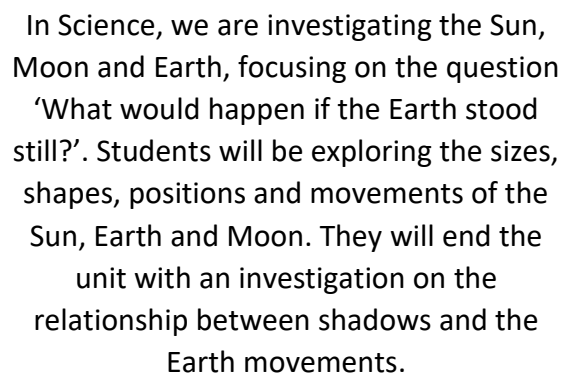 In Science, we are investigating the Sun,
Moon and Earth, focusing on the question
‘What would happen if the Earth stood
still?’. Students will be exploring the sizes,
shapes, positions and movements of the
Sun, Earth and Moon. They will end the
unit with an investigation on the
relationship between shadows and the
Earth movements.